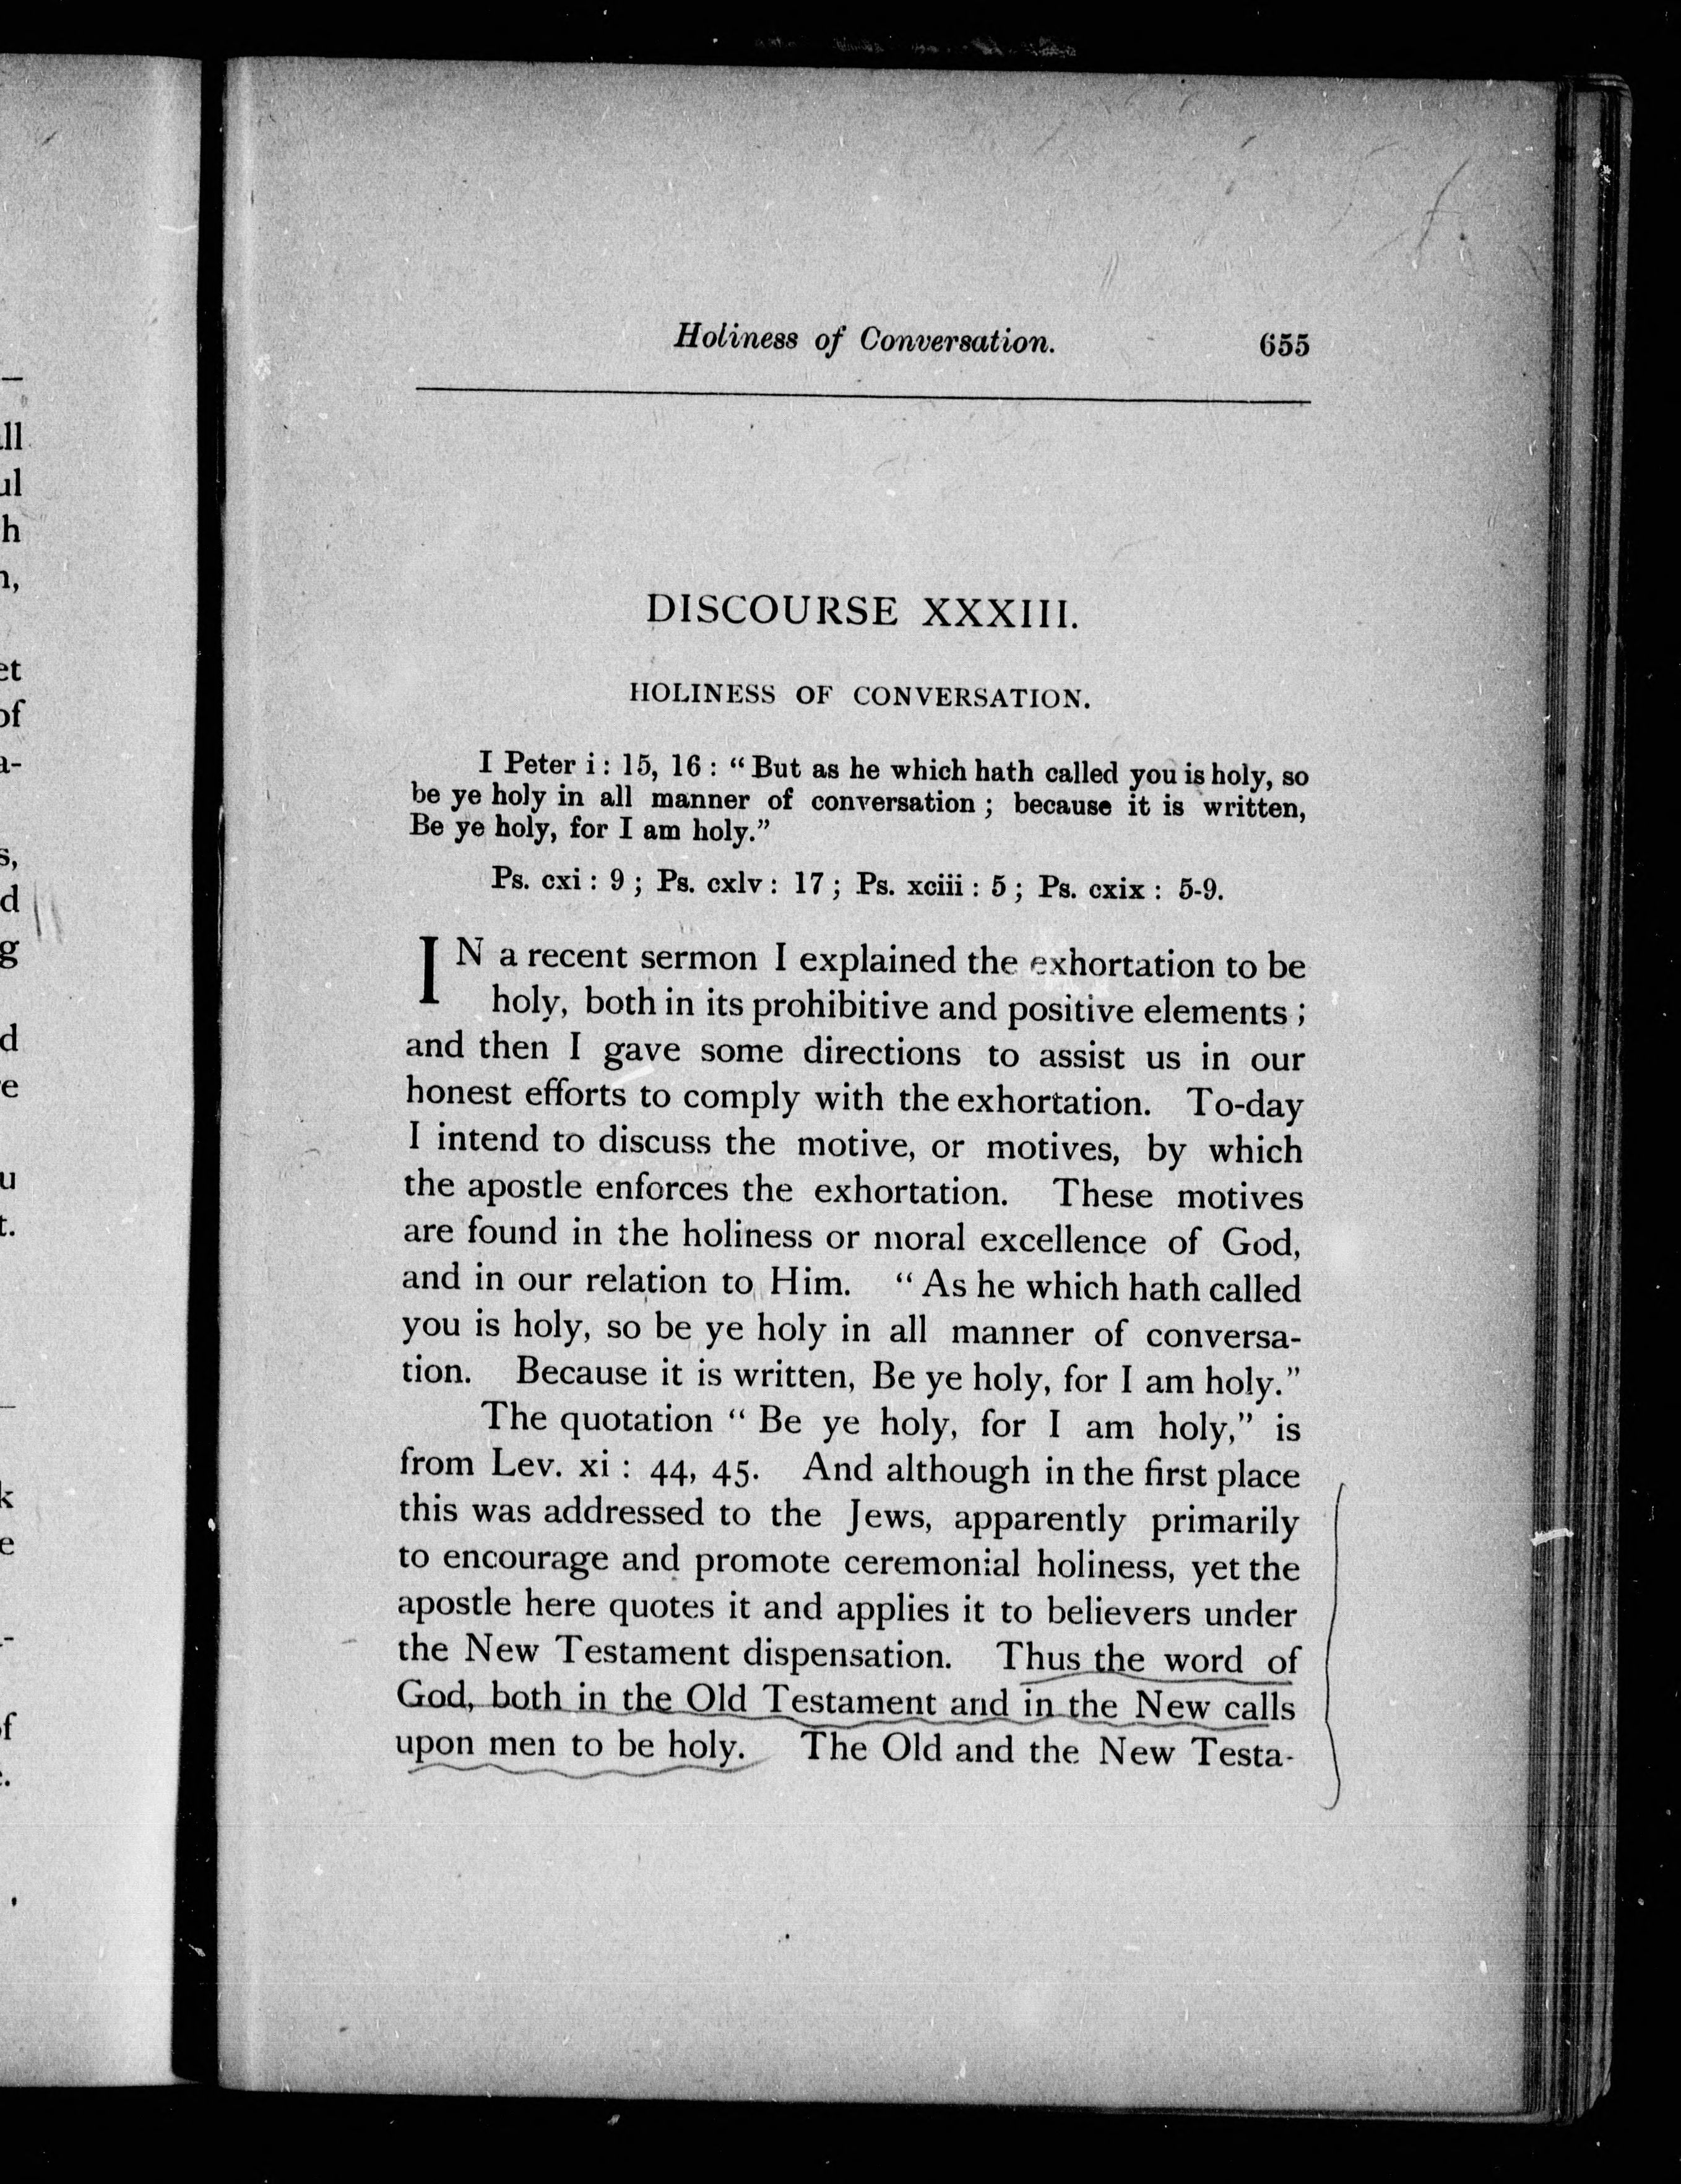 Holiness of Conversation. 655
DISCOURSE XXXIII.
HOLINESS OF CONVERSATION.
I Peter i : 15, 16 : “ But as he which hath called you is holy, so
be ye holy in all manner of conversation ; because it is written,
Be ye holy, for I am holy.”
Ps. cxi : 9 ; Ps. cxlv : 17 ; Ps. xciii : 5 ; Ps. cxix : 5-9.
IN a recent sermon I explained the exhortation to be
holy, both in its prohibitive and positive elements ;
and then I gave some directions to assist us in our
honest efforts to comply with the exhortation. To-day
I intend to discuss the motive, or motives, by which
the apostle enforces the exhortation. These motives
are found in the holiness or moral excellence of God,
and in our relation to Him. “ As he which hath called
you is holy, so be ye holy in all manner of conversa-
tion. Because it is written, Be ye holy, for I am holy.”
The quotation “ Be ye holy, for I am holy,” is
from Lev. xi : 44, 45. And although in the first place
this was addressed to the Jews, apparently primarily
to encourage and promote ceremonial holiness, yet the
apostle here quotes it and applies it to believers under
the New Testament dispensation. Thus the word of
God, both in the Old Testament and in the New calls
upon men to be holy. The Old and the New Testa-